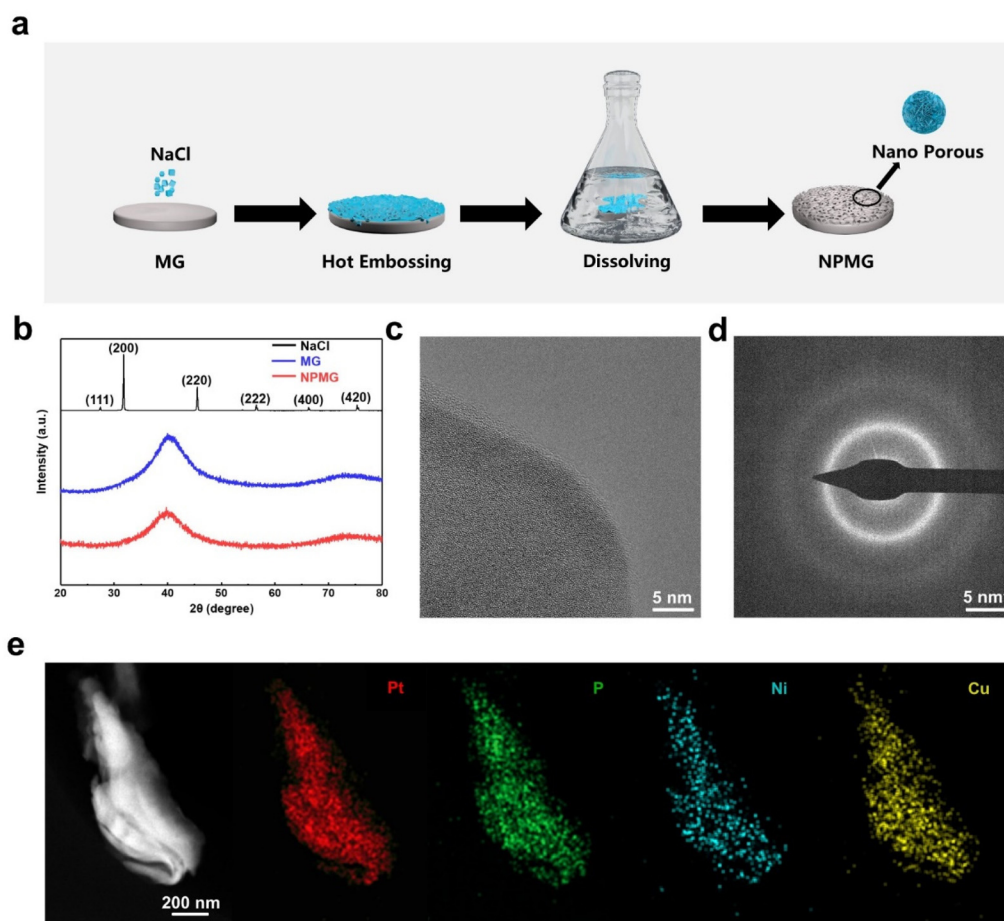 a
NaCl
MG
Hot Embossing
Dissolving
Nano Porous
NPMG
b
(111)
(200)
(220)
(222)
(400)
(420)
NaCl
MG
NPMG
Intensity (a.u.)
20 30 40 50 60 70 80
2θ (degree)
c
5 nm
d
5 nm
e
200 nm
Pt
P
Ni
Cu